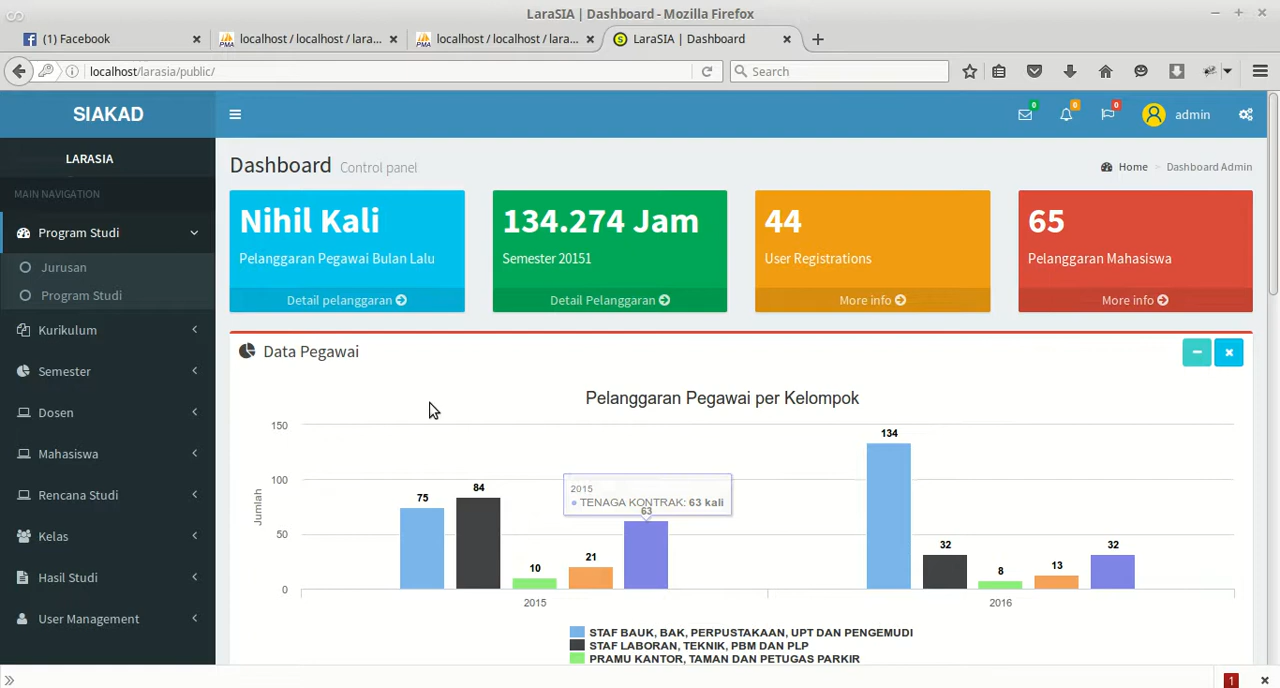 LaraSIA | Dashboard - Mozilla Firefox
(1) Facebook
localhost / localhost / lara...
localhost / localhost / lara...
LaraSIA | Dashboard
localhost/larasia/public/
Search
SIAKAD
0
0
0
admin
LARASIA
MAIN NAVIGATION
Program Studi
Jurusan
Program Studi
Kurikulum
Semester
Dosen
Mahasiswa
Rencana Studi
Kelas
Hasil Studi
User Management
Dashboard Control panel
Home > Dashboard Admin
Nihil Kali
Pelanggaran Pegawai Bulan Lalu
Detail pelanggaran
134.274 Jam
Semester 20151
Detail Pelanggaran
44
User Registrations
More info
65
Pelanggaran Mahasiswa
More info
Data Pegawai
Pelanggaran Pegawai per Kelompok
Jumlah
150
100
50
0
75
84
10
21
63
2015
TENAGA KONTRAK: 63 kali
134
32
8
13
32
2015
2016
STAF BAUK, BAK, PERPUSTAKAAN, UPT DAN PENGEMUDI
STAF LABORAN, TEKNIK, PBM DAN PLP
PRAMU KANTOR, TAMAN DAN PETUGAS PARKIR
1